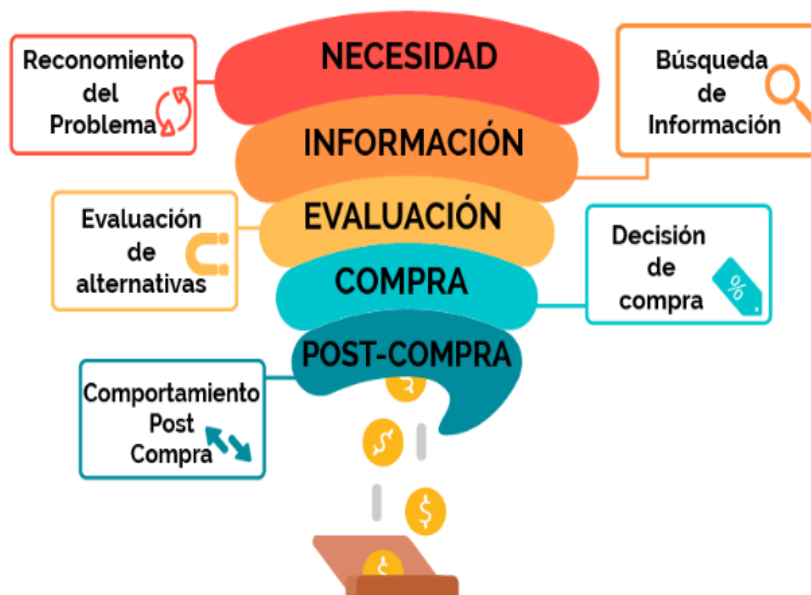 NECESIDAD
Reconomiento
del
Problema
Búsqueda
de
Información
INFORMACIÓN
EVALUACIÓN
Evaluación
de
alternativas
COMPRA
Decisión
de
compra
%
POST-COMPRA
Comportamiento
Post
Compra
$
$
$
$